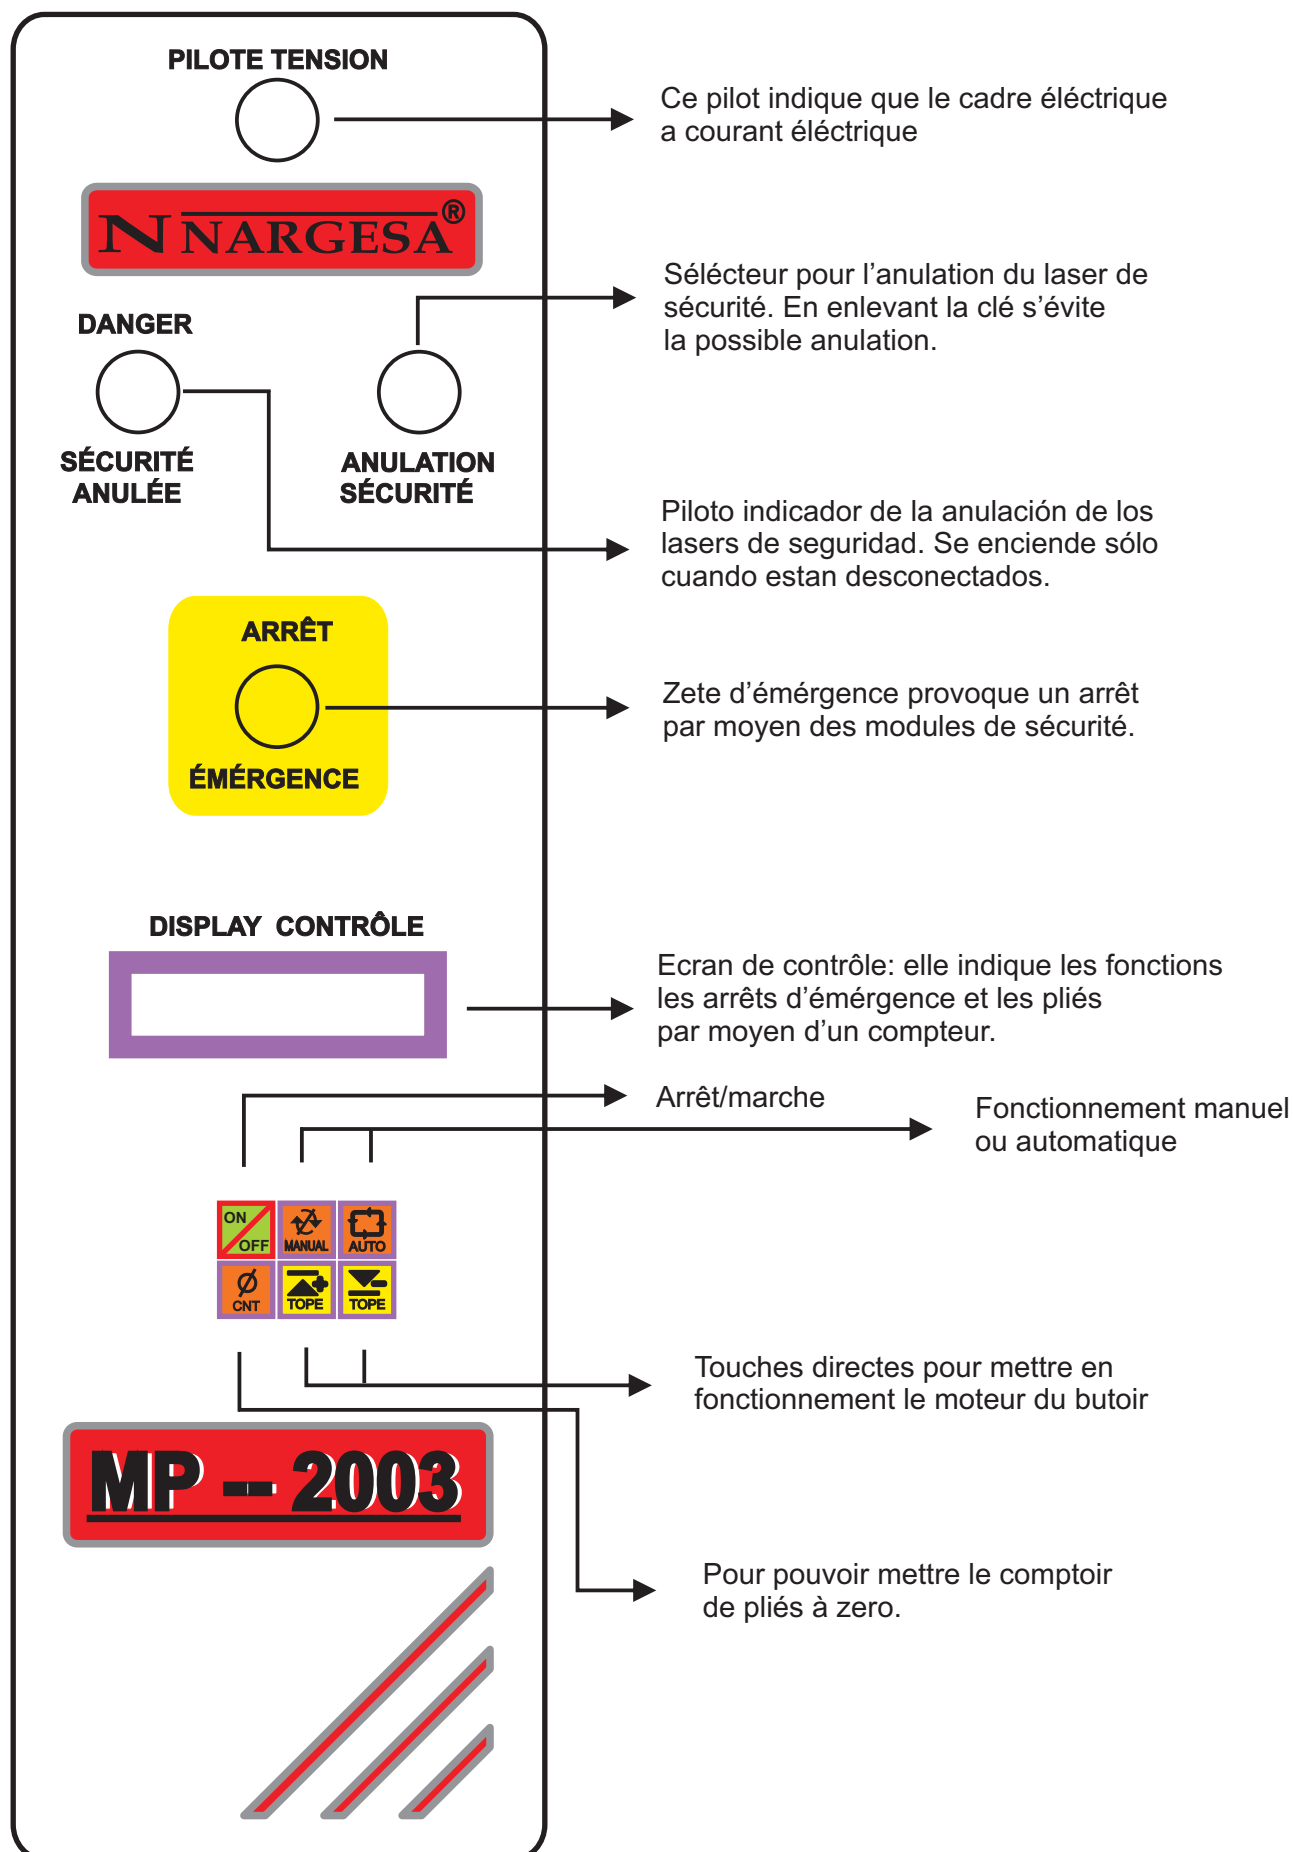 PILOTE TENSION
Ce pilot indique que le cadre éléctrique
a courant éléctrique
N NARGESA®
Sélécteur pour l’anulation du laser de
sécurité. En enlevant la clé s’évite
la possible anulation.
DANGER
SÉCURITÉ
ANULÉE
ANULATION
SÉCURITÉ
Piloto indicador de la anulación de los
lasers de seguridad. Se enciende sólo
cuando estan desconectados.
ARRÊT
ÉMÉRGENCE
Zete d’émérgence provoque un arrêt
par moyen des modules de sécurité.
DISPLAY CONTRÔLE
Ecran de contrôle: elle indique les fonctions
les arrêts d’émérgence et les pliés
par moyen d’un compteur.
Arrêt/marche
Fonctionnement manuel
ou automatique
ON
OFF
MANUAL
AUTO
Ø
CNT
TOPE
TOPE
Touches directes pour mettre en
fonctionnement le moteur du butoir
MP -- 2003
Pour pouvoir mettre le comptoir
de pliés à zero.